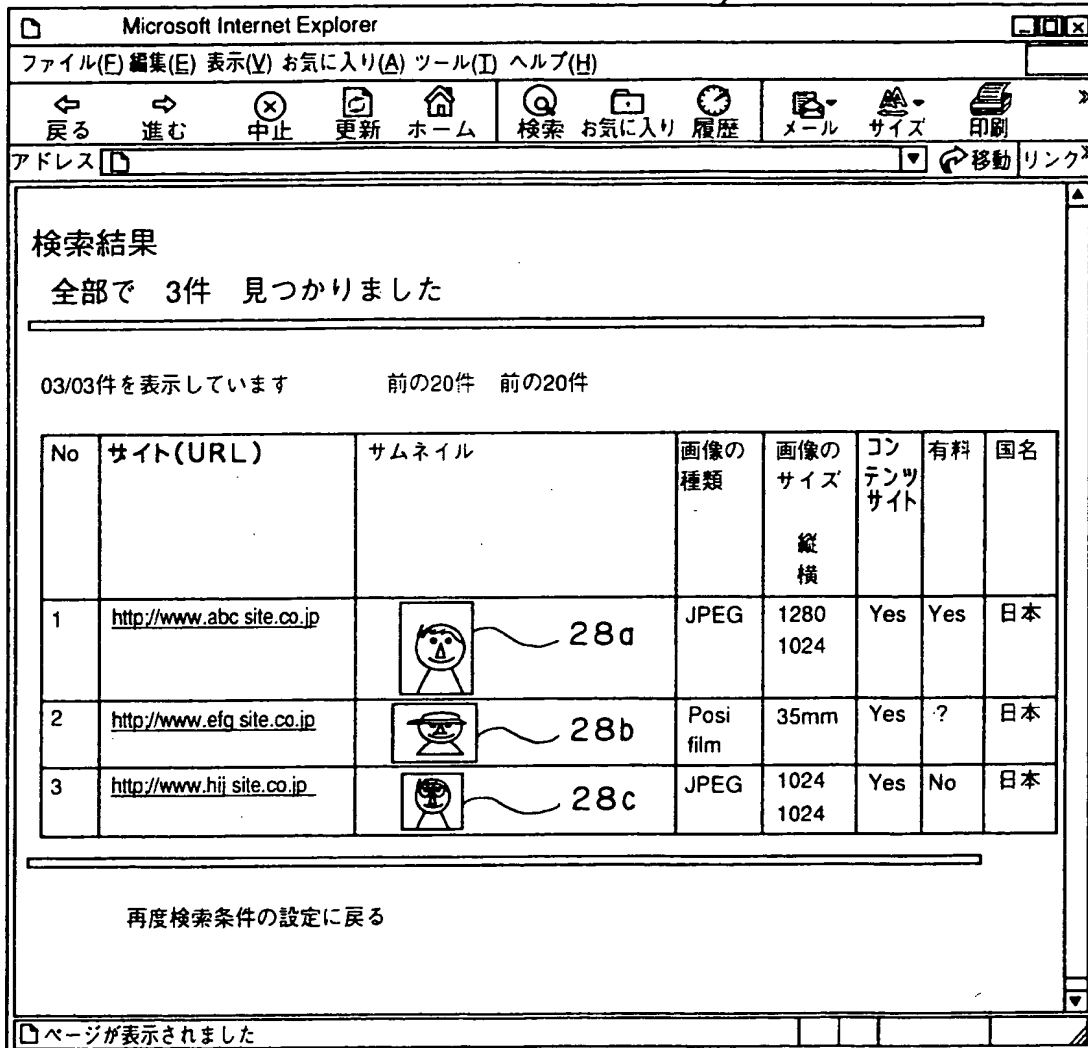 Microsoft Internet Explorer
ファイル(F) 編集(E) 表示(V) お気に入り(A) ツール(T) ヘルプ(H)
戻る 進む 中止 更新 ホーム 検索 お気に入り 履歴 メール サイズ 印刷 »
アドレス 移動 リンク »
検索結果
全部で 3件 見つかりました
03/03件を表示しています 前の20件 前の20件
No サイト(URL) サムネイル 画像の種類 画像のサイズ 縦 横 コンテンツサイト 有料 国名
1 http://www.abc site.co.jp 28a JPEG 1280 1024 Yes Yes 日本
2 http://www.efg site.co.jp 28b Posi film 35mm Yes ? 日本
3 http://www.hij site.co.jp 28c JPEG 1024 1024 Yes No 日本
再度検索条件の設定に戻る
ページが表示されました